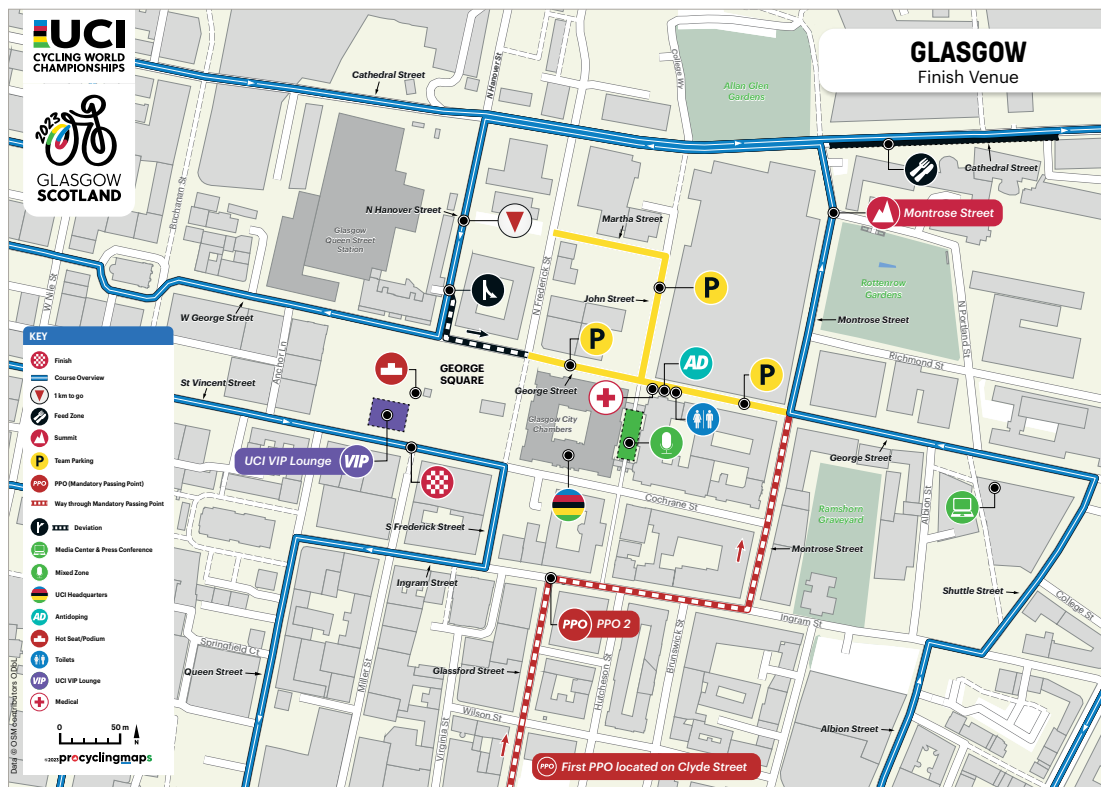 UCI
CYCLING WORLD
CHAMPIONSHIPS
2023
GLASGOW
SCOTLAND
GLASGOW
Finish Venue
Cathedral Street
N Hanover St
College Wy
Allan Glen
Gardens
Cathedral Street
Buchanan St
N Hanover Street
Martha Street
Montrose Street
Glasgow
Queen Street
Station
N Frederick St
John Street
P
Rottenrow
Gardens
W Nile St
W George Street
Montrose Street
N Portland St
Richmond St
Anchor Ln
St Vincent Street
GEORGE
SQUARE
P
George Street
AD
P
Glasgow City
Chambers
UCI VIP Lounge VIP
George Street
Cochrane St
Albion St
Ramshorn
Graveyard
S Frederick Street
Montrose Street
Ingram Street
Shuttle Street
College St
PPO PPO 2
Ingram St
Springfield Ct
Queen Street
Miller St
Glassford Street
Hutcheson St
Brunswick St
Wilson St
Virginia St
Albion Street
PPO First PPO located on Clyde Street
KEY
Finish
Course Overview
1 km to go
Feed Zone
Summit
P Team Parking
PPO PPO (Mandatory Passing Point)
Way through Mandatory Passing Point
Deviation
Media Center & Press Conference
Mixed Zone
UCI Headquarters
AD Antidoping
Hot Seat/Podium
Toilets
VIP UCI VIP Lounge
Medical
0 50 m N
©2023 procyclingmaps
Data © OSM contributors ODbL